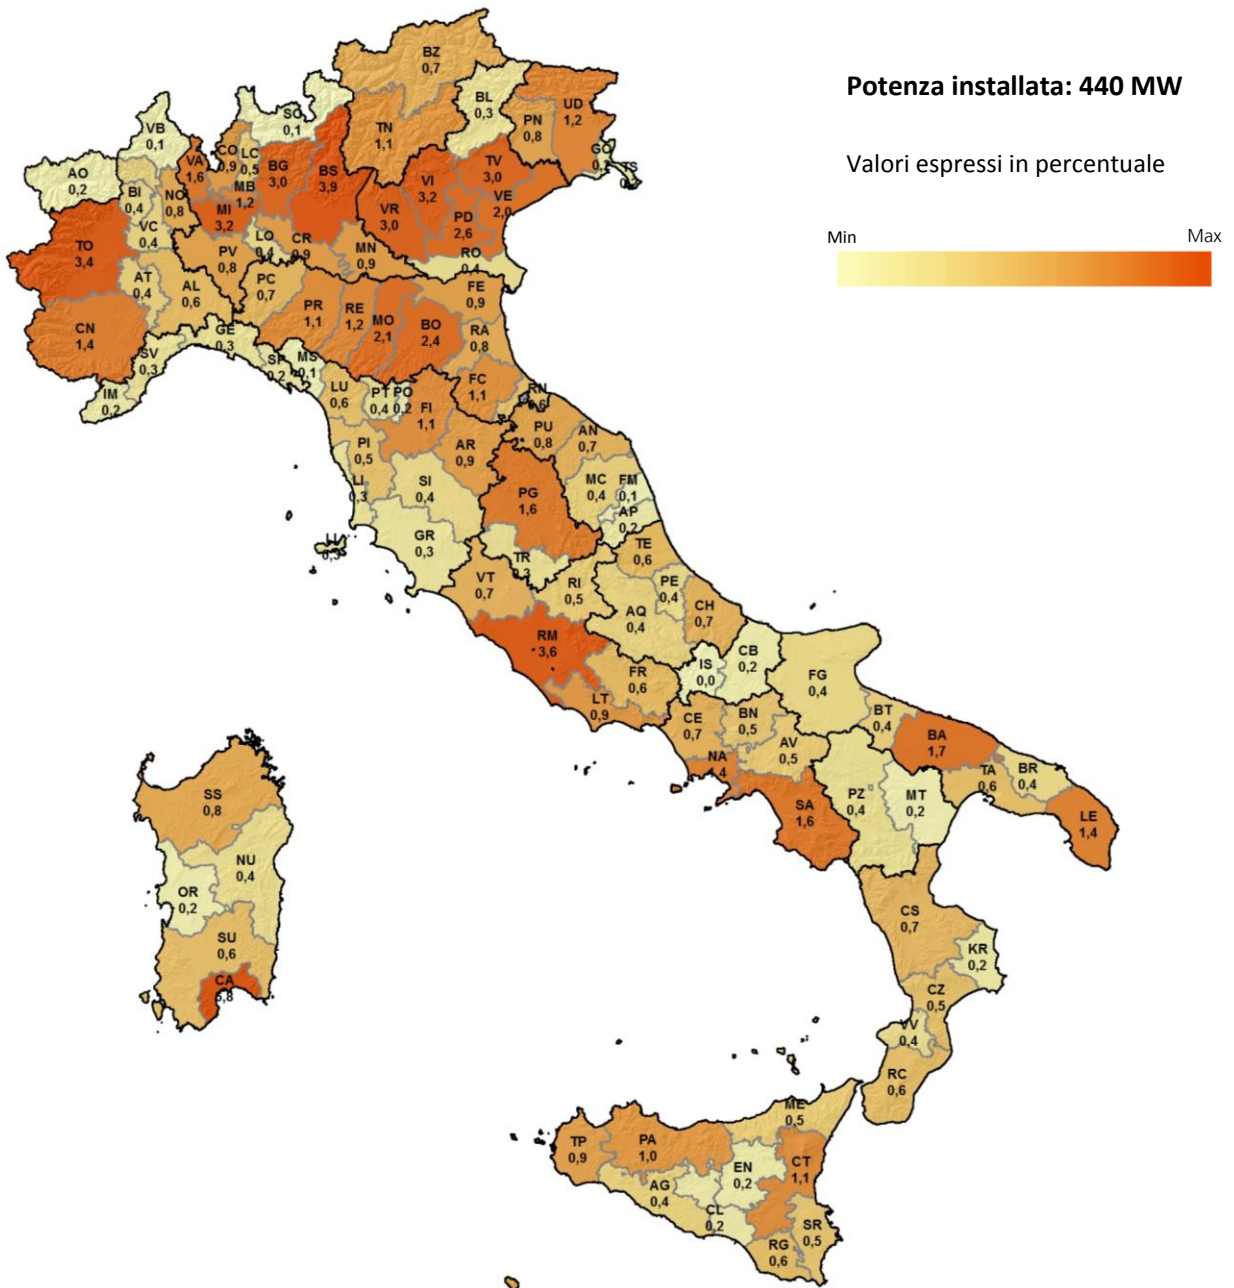 Potenza installata: 440 MW
Valori espressi in percentuale
Min
Max
BZ
0,7
BL
0,3
UD
1,2
PN
0,8
GO
TS
TN
1,1
SO
0,1
VB
0,1
AO
0,2
VA
1,6
CO
0,9
LC
0,5
BG
3,0
BS
3,9
MB
1,2
MI
3,2
BI
0,4
NO
0,8
VC
0,4
TO
3,4
VR
3,0
VI
3,2
TV
3,0
VE
2,0
PD
2,6
RO
0,4
LO
0,4
CR
0,9
MN
0,9
PV
0,8
AT
0,4
AL
0,6
CN
1,4
PC
0,7
PR
1,1
RE
1,2
MO
2,1
BO
2,4
FE
0,9
RA
0,8
FC
1,1
RN
GE
0,3
SV
0,3
IM
0,2
SP
0,2
MS
0,1
LU
0,6
PT
0,4
PO
0,2
FI
1,1
PI
0,5
AR
0,9
LI
0,3
SI
0,4
GR
0,3
LI
0,3
PU
0,8
AN
0,7
MC
0,4
FM
0,1
AP
0,2
PG
1,6
TR
0,3
TE
0,6
VT
0,7
RI
0,5
PE
0,4
AQ
0,4
CH
0,7
RM
3,6
FR
0,6
LT
0,9
IS
0,0
CB
0,2
FG
0,4
CE
0,7
BN
0,5
AV
0,5
NA
SA
1,6
BT
0,4
BA
1,7
TA
0,6
BR
0,4
LE
1,4
PZ
0,4
MT
0,2
SS
0,8
NU
0,4
OR
0,2
SU
0,6
CA
CS
0,7
KR
0,2
CZ
0,5
VV
0,4
RC
0,6
ME
0,5
TP
0,9
PA
1,0
EN
0,2
CT
1,1
AG
0,4
CL
0,2
SR
0,5
RG
0,6